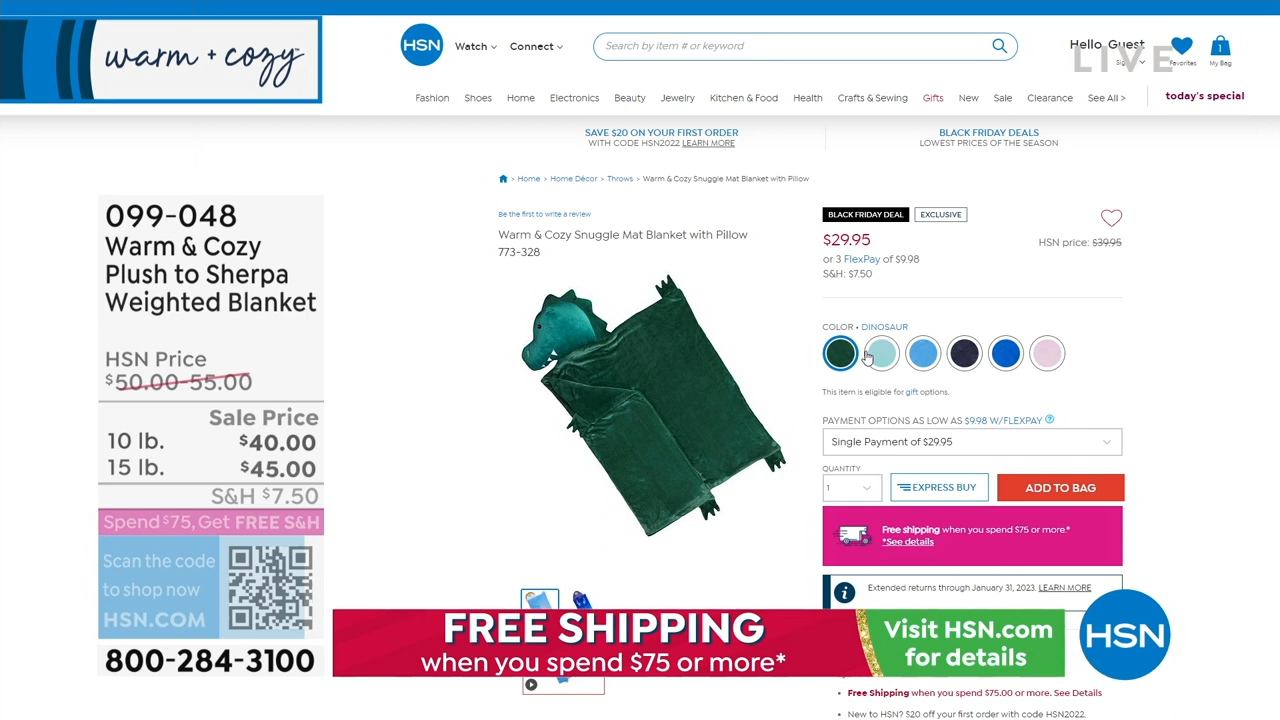 warm + cozy™
HSN
Watch
Connect
Search by item # or keyword
Hello, Guest
LIVE
Favorites
1
My Bag
Fashion
Shoes
Home
Electronics
Beauty
Jewelry
Kitchen & Food
Health
Crafts & Sewing
Gifts
New
Sale
Clearance
See All >
today's special
SAVE $20 ON YOUR FIRST ORDER
WITH CODE HSN2022 LEARN MORE
BLACK FRIDAY DEALS
LOWEST PRICES OF THE SEASON
> Home > Home Décor > Throws > Warm & Cozy Snuggle Mat Blanket with Pillow
099-048
Warm & Cozy
Plush to Sherpa
Weighted Blanket
HSN Price
$50.00-55.00
Sale Price
10 lb. $40.00
15 lb. $45.00
S&H $7.50
Spend $75, Get FREE S&H
Scan the code
to shop now
HSN.COM
800-284-3100
Be the first to write a review
Warm & Cozy Snuggle Mat Blanket with Pillow
773-328
BLACK FRIDAY DEAL
EXCLUSIVE
$29.95
HSN price: $39.95
or 3 FlexPay of $9.98
S&H: $7.50
COLOR • DINOSAUR
This item is eligible for gift options.
PAYMENT OPTIONS AS LOW AS $9.98 W/FLEXPAY ?
Single Payment of $29.95
QUANTITY
1
EXPRESS BUY
ADD TO BAG
Free shipping when you spend $75 or more.*
*See details
i
Extended returns through January 31, 2023. LEARN MORE
FREE SHIPPING
when you spend $75 or more*
Visit HSN.com
for details
HSN
Free Shipping when you spend $75.00 or more. See Details
New to HSN? $20 off your first order with code HSN2022.